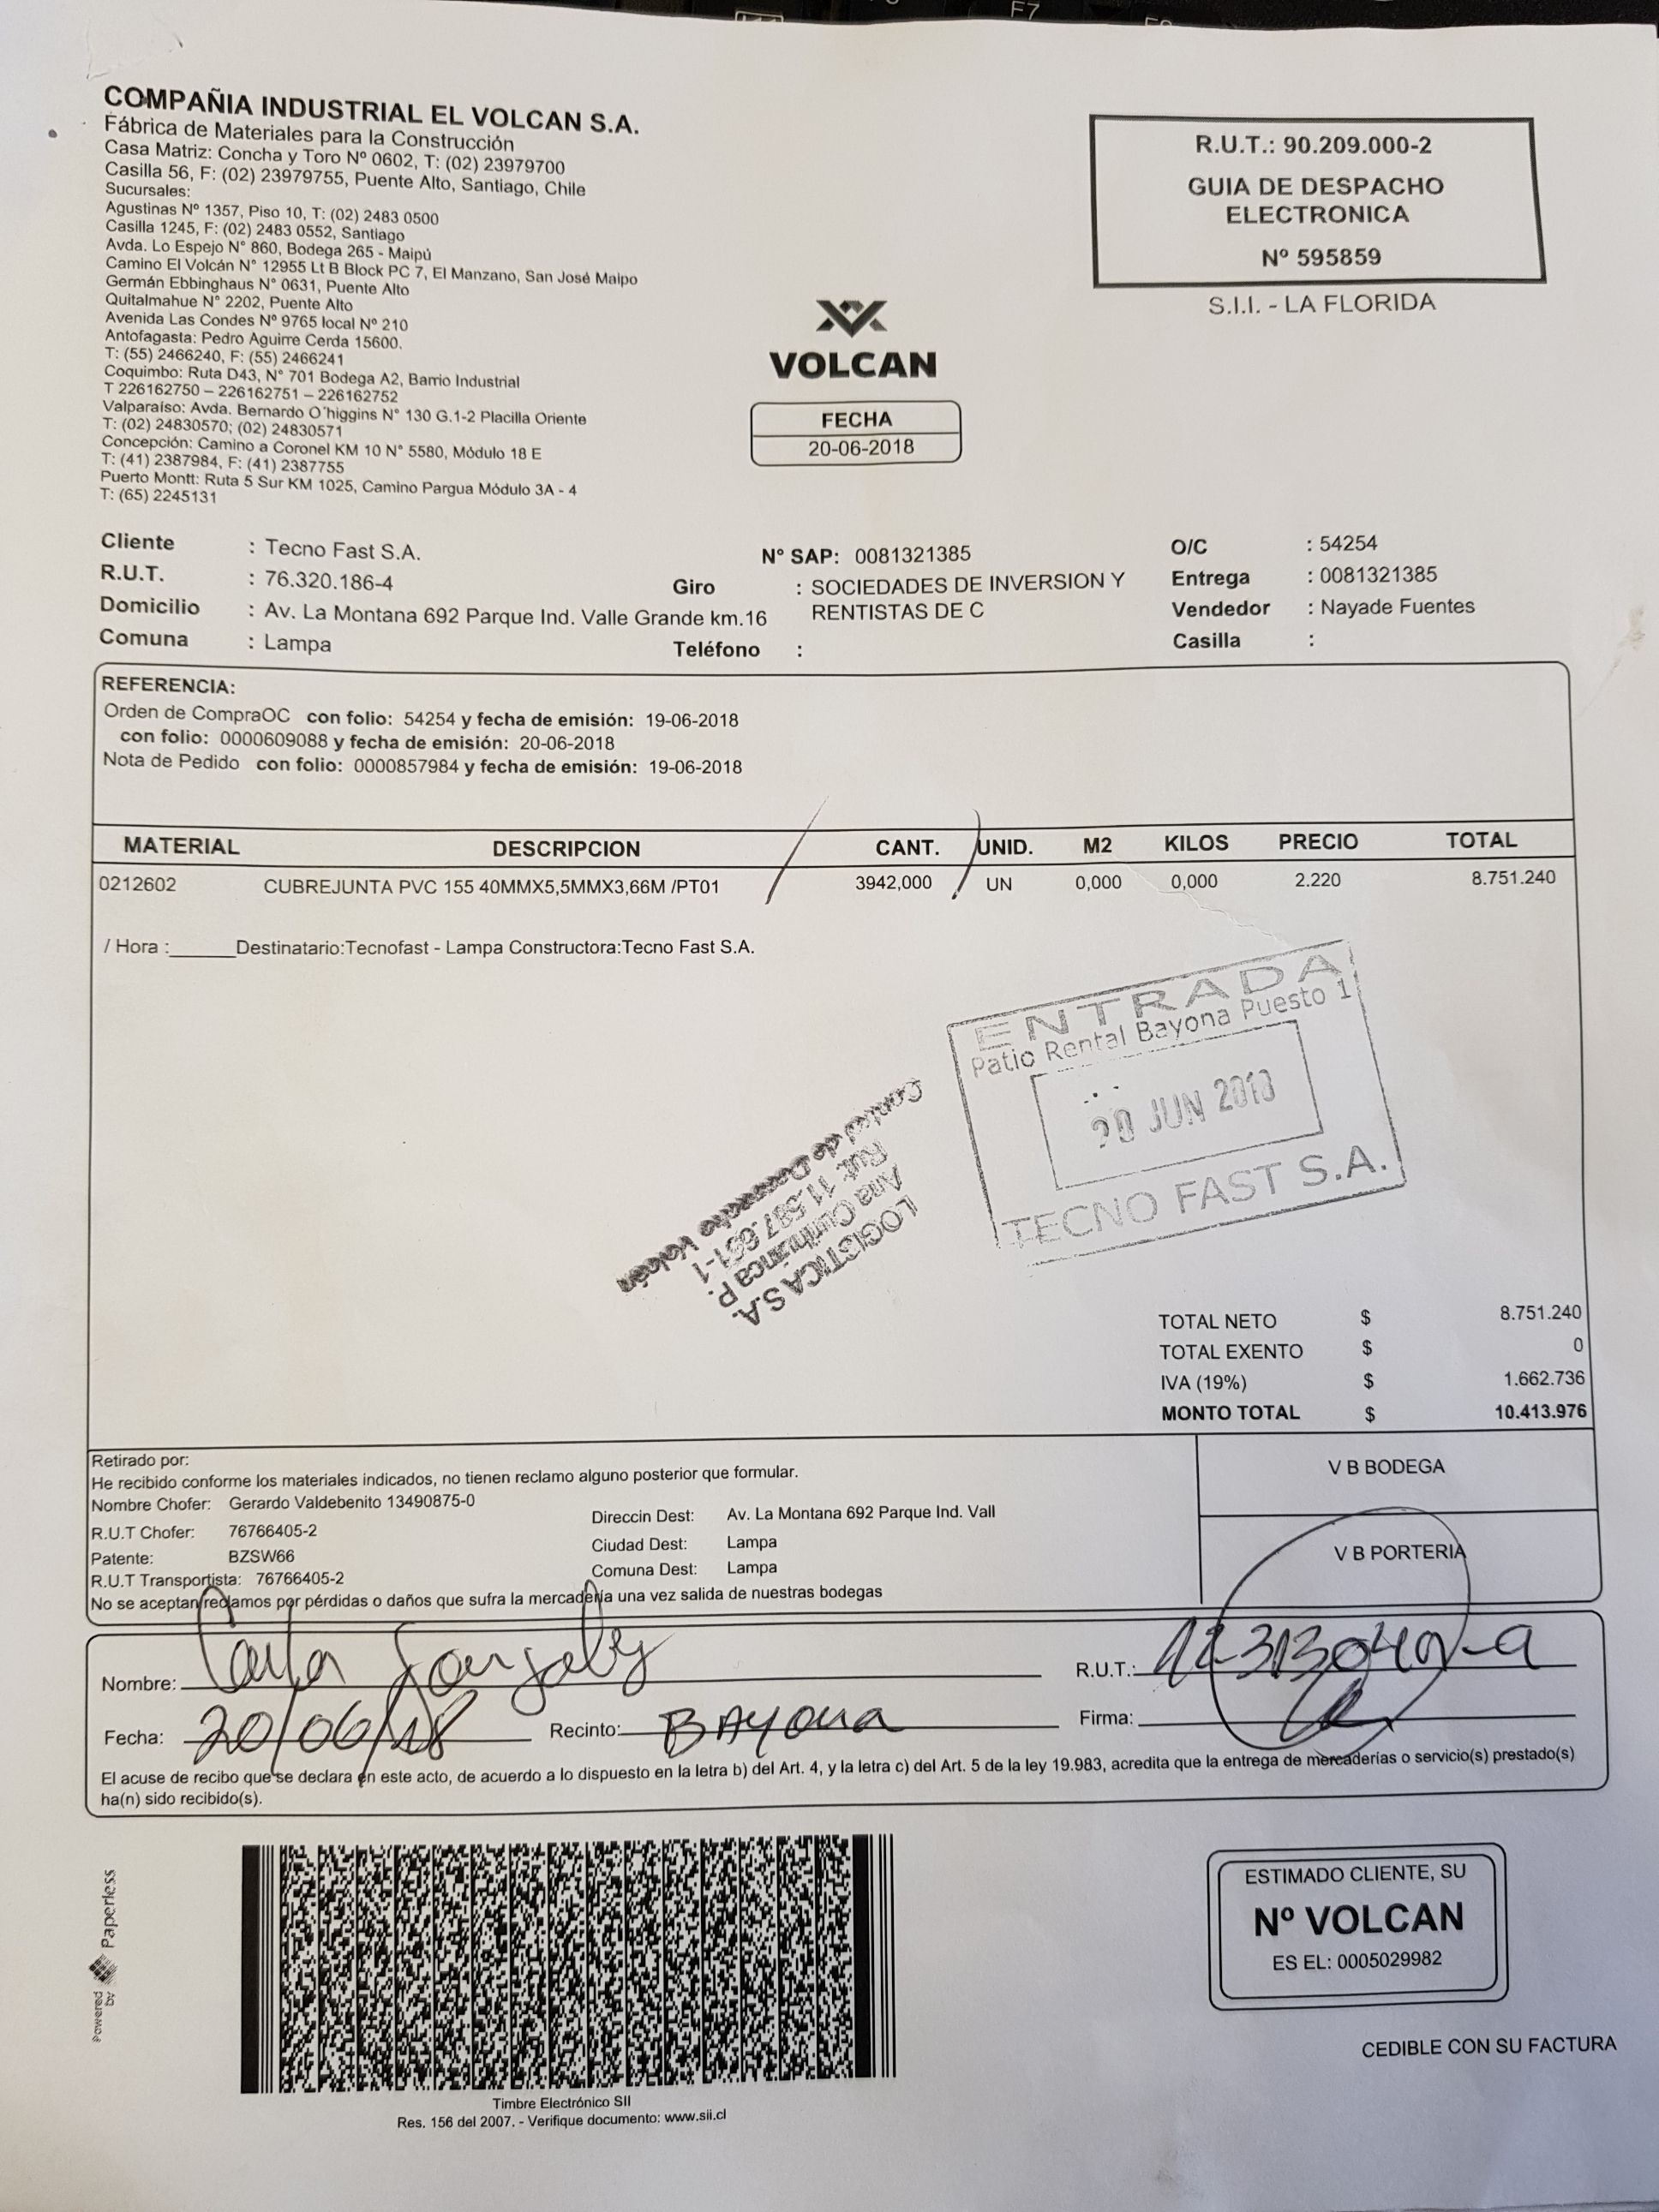 F7
COMPAÑIA INDUSTRIAL EL VOLCAN S.A.
Fábrica de Materiales para la Construcción
Casa Matriz: Concha y Toro Nº 0602, T: (02) 23979700
Casilla 56, F: (02) 23979755, Puente Alto, Santiago, Chile
Sucursales:
Agustinas Nº 1357, Piso 10, T: (02) 2483 0500
Casilla 1245, F: (02) 2483 0552, Santiago
Avda. Lo Espejo N° 860, Bodega 265 - Maipú
Camino El Volcán N° 12955 Lt B Block PC 7, El Manzano, San José Maipo
Germán Ebbinghaus N° 0631, Puente Alto
Quitalmahue N° 2202, Puente Alto
Avenida Las Condes Nº 9765 local Nº 210
Antofagasta: Pedro Aguirre Cerda 15600.
T: (55) 2466240, F: (55) 2466241
Coquimbo: Ruta D43, N° 701 Bodega A2, Barrio Industrial
T 226162750 – 226162751 – 226162752
Valparaíso: Avda. Bernardo O´higgins N° 130 G.1-2 Placilla Oriente
T: (02) 24830570; (02) 24830571
Concepción: Camino a Coronel KM 10 N° 5580, Módulo 18 E
T: (41) 2387984, F: (41) 2387755
Puerto Montt: Ruta 5 Sur KM 1025, Camino Pargua Módulo 3A - 4
T: (65) 2245131
VOLCAN
FECHA
20-06-2018
R.U.T.: 90.209.000-2
GUIA DE DESPACHO
ELECTRONICA
Nº 595859
S.I.I. - LA FLORIDA
Cliente : Tecno Fast S.A. Nº SAP: 0081321385 O/C : 54254
R.U.T. : 76.320.186-4 Giro : SOCIEDADES DE INVERSION Y Entrega : 0081321385
Domicilio : Av. La Montana 692 Parque Ind. Valle Grande km.16 RENTISTAS DE C Vendedor : Nayade Fuentes
Comuna : Lampa Teléfono : Casilla :
REFERENCIA:
Orden de CompraOC con folio: 54254 y fecha de emisión: 19-06-2018
con folio: 0000609088 y fecha de emisión: 20-06-2018
Nota de Pedido con folio: 0000857984 y fecha de emisión: 19-06-2018
MATERIAL DESCRIPCION CANT. UNID. M2 KILOS PRECIO TOTAL
0212602 CUBREJUNTA PVC 155 40MMX5,5MMX3,66M /PT01 3942,000 UN 0,000 0,000 2.220 8.751.240
/ Hora :______Destinatario:Tecnofast - Lampa Constructora:Tecno Fast S.A.
ENTRADA
Patio Rental Bayona Puesto 1
20 JUN 2018
TECNO FAST S.A.
LOGISTICA S.A.
Ana P.
Rut: 11.597.661-1
Control de Despacho Volcán
TOTAL NETO $ 8.751.240
TOTAL EXENTO $ 0
IVA (19%) $ 1.662.736
MONTO TOTAL $ 10.413.976
Retirado por:
He recibido conforme los materiales indicados, no tienen reclamo alguno posterior que formular.
Nombre Chofer: Gerardo Valdebenito 13490875-0
R.U.T Chofer: 76766405-2
Patente: BZSW66
R.U.T Transportista: 76766405-2
Direccin Dest: Av. La Montana 692 Parque Ind. Vall
Ciudad Dest: Lampa
Comuna Dest: Lampa
No se aceptan reclamos por pérdidas o daños que sufra la mercadería una vez salida de nuestras bodegas
V B BODEGA
V B PORTERIA
Nombre: Carla R.U.T.:
Fecha: 20/06/18 Recinto: BAYona Firma:
El acuse de recibo que se declara en este acto, de acuerdo a lo dispuesto en la letra b) del Art. 4, y la letra c) del Art. 5 de la ley 19.983, acredita que la entrega de mercaderías o servicio(s) prestado(s)
ha(n) sido recibido(s).
Powered by Paperless
Timbre Electrónico SII
Res. 156 del 2007. - Verifique documento: www.sii.cl
ESTIMADO CLIENTE, SU
Nº VOLCAN
ES EL: 0005029982
CEDIBLE CON SU FACTURA